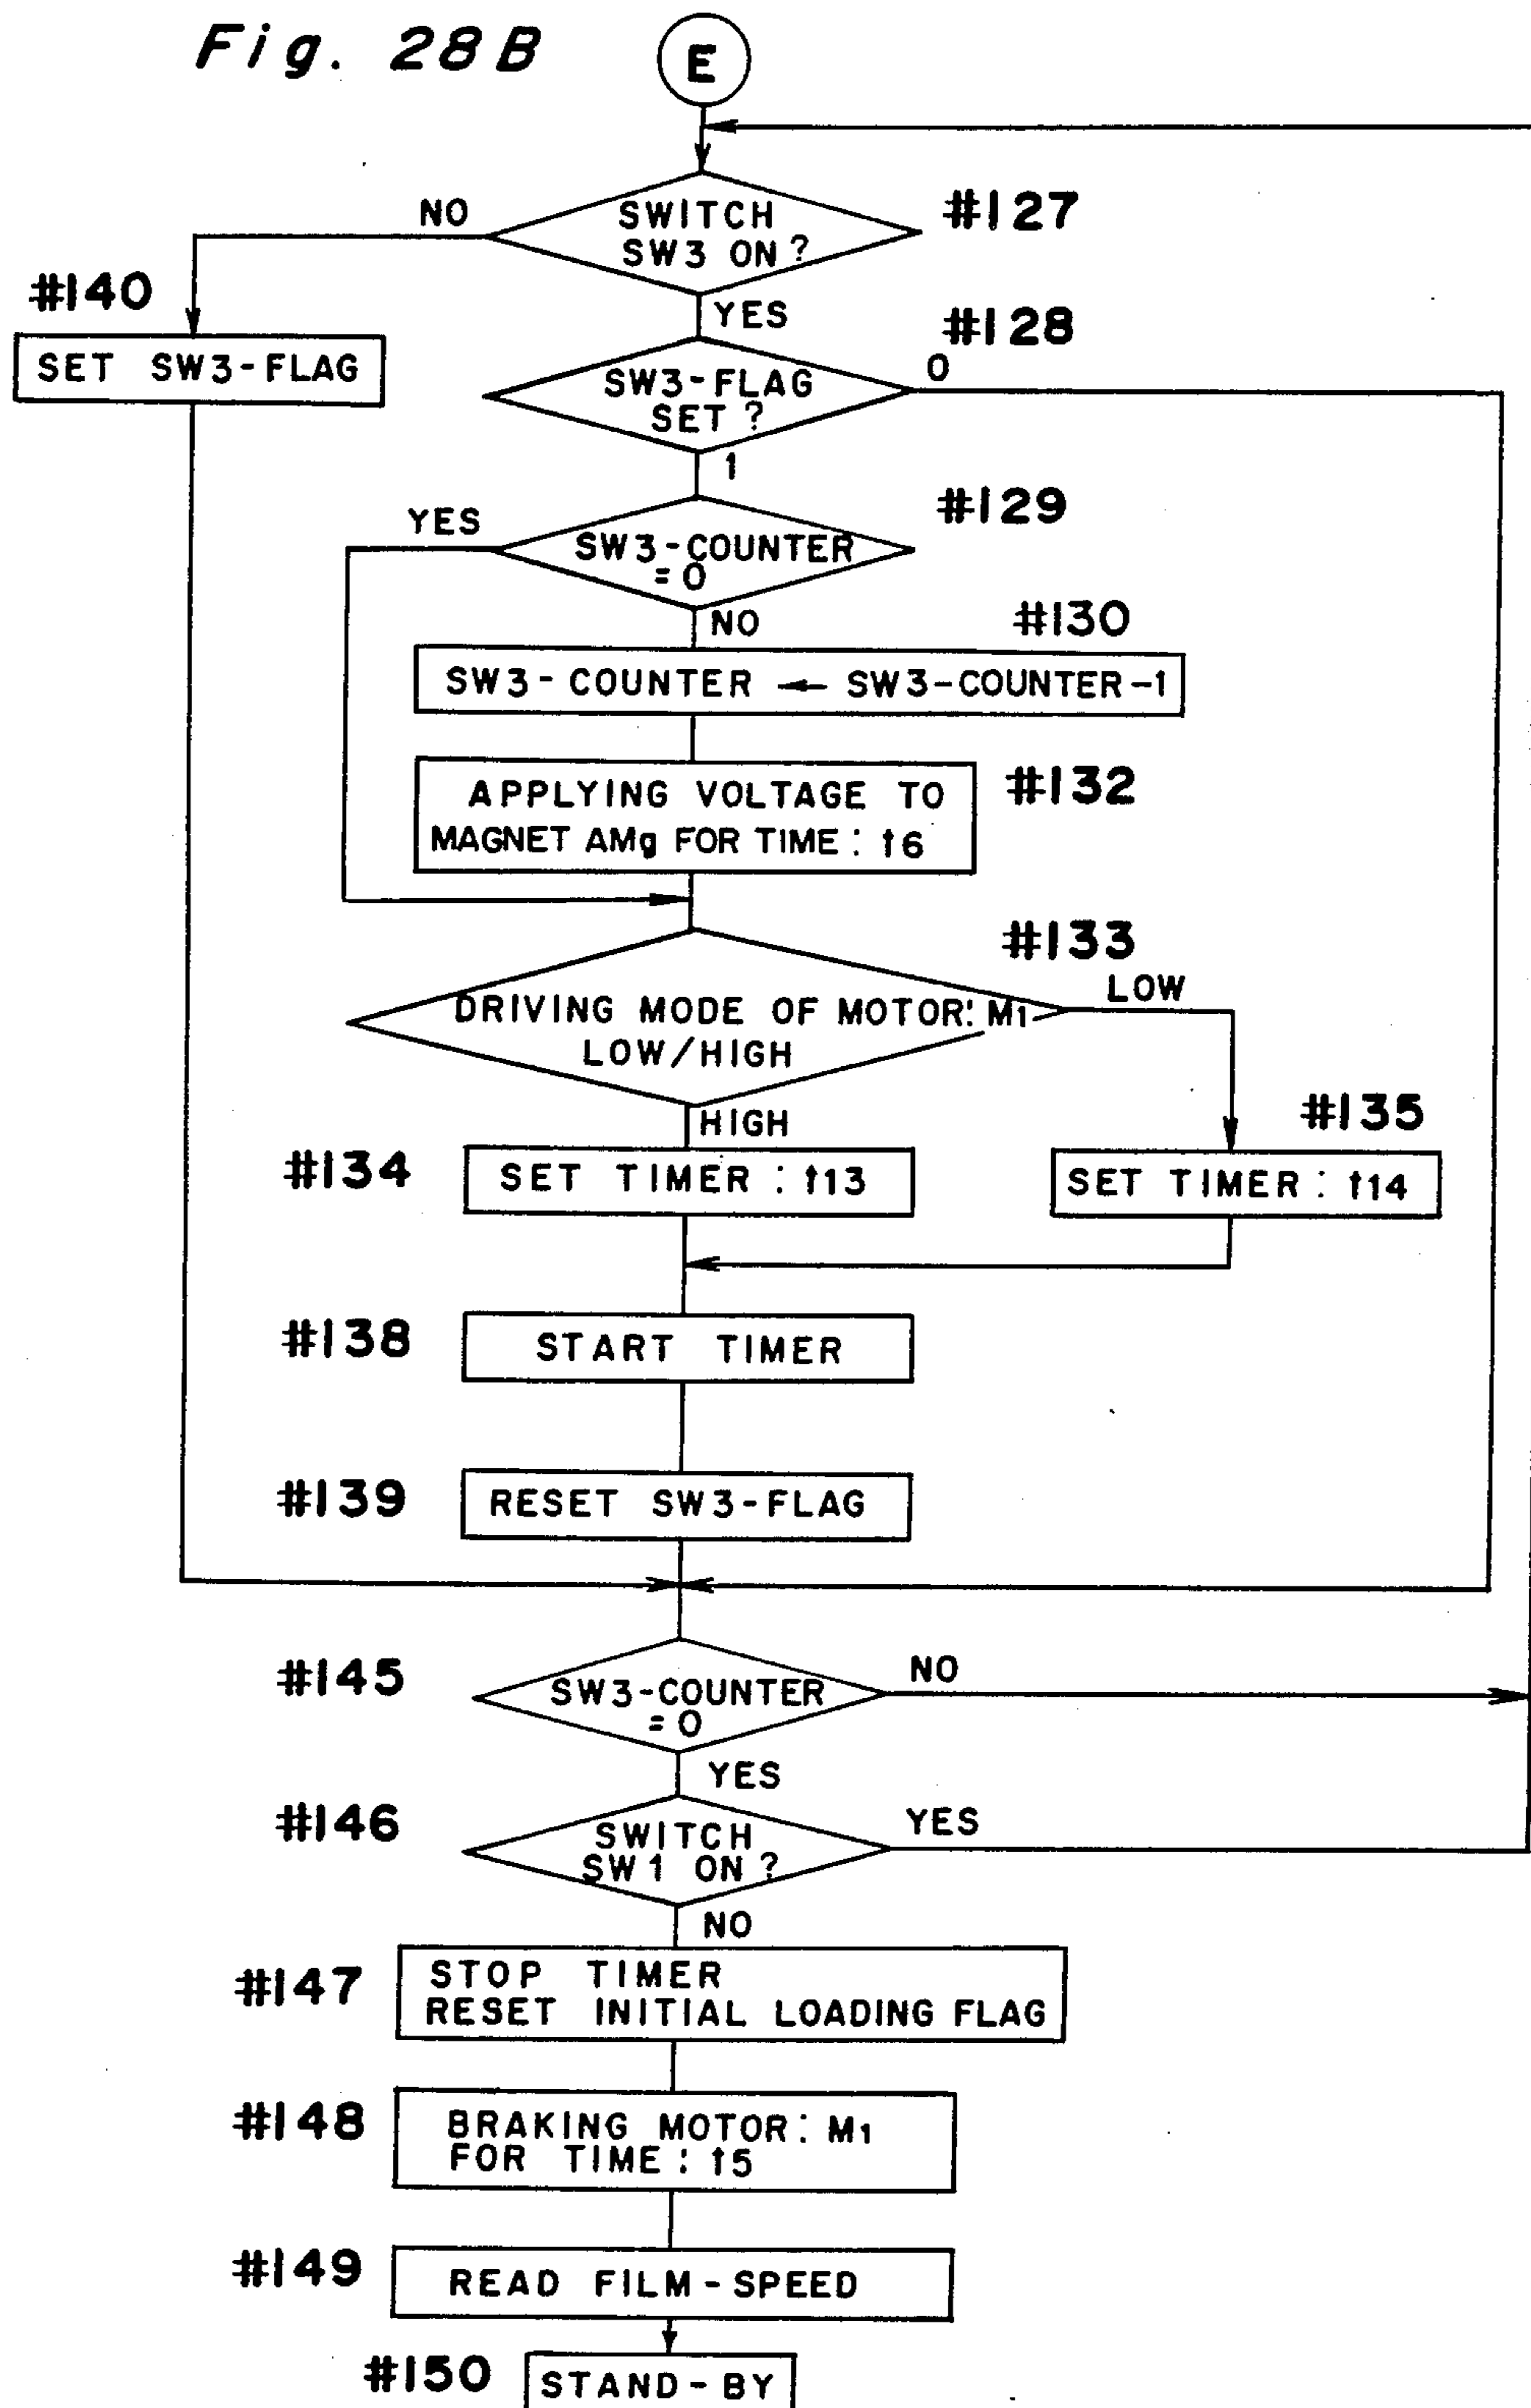 Fig. 28B
E
#127
NO
SWITCH
SW3 ON?
YES
#140
SET SW3-FLAG
#128
0
SW3-FLAG
SET?
1
#129
YES
SW3-COUNTER
=0
NO
#130
SW3-COUNTER ← SW3-COUNTER-1
#132
APPLYING VOLTAGE TO
MAGNET AMg FOR TIME: t6
#133
LOW
DRIVING MODE OF MOTOR: M1
LOW/HIGH
HIGH
#134
SET TIMER: t13
#135
SET TIMER: t14
#138
START TIMER
#139
RESET SW3-FLAG
#145
NO
SW3-COUNTER
=0
YES
#146
YES
SWITCH
SW1 ON?
NO
#147
STOP TIMER
RESET INITIAL LOADING FLAG
#148
BRAKING MOTOR: M1
FOR TIME: t5
#149
READ FILM-SPEED
#150
STAND-BY